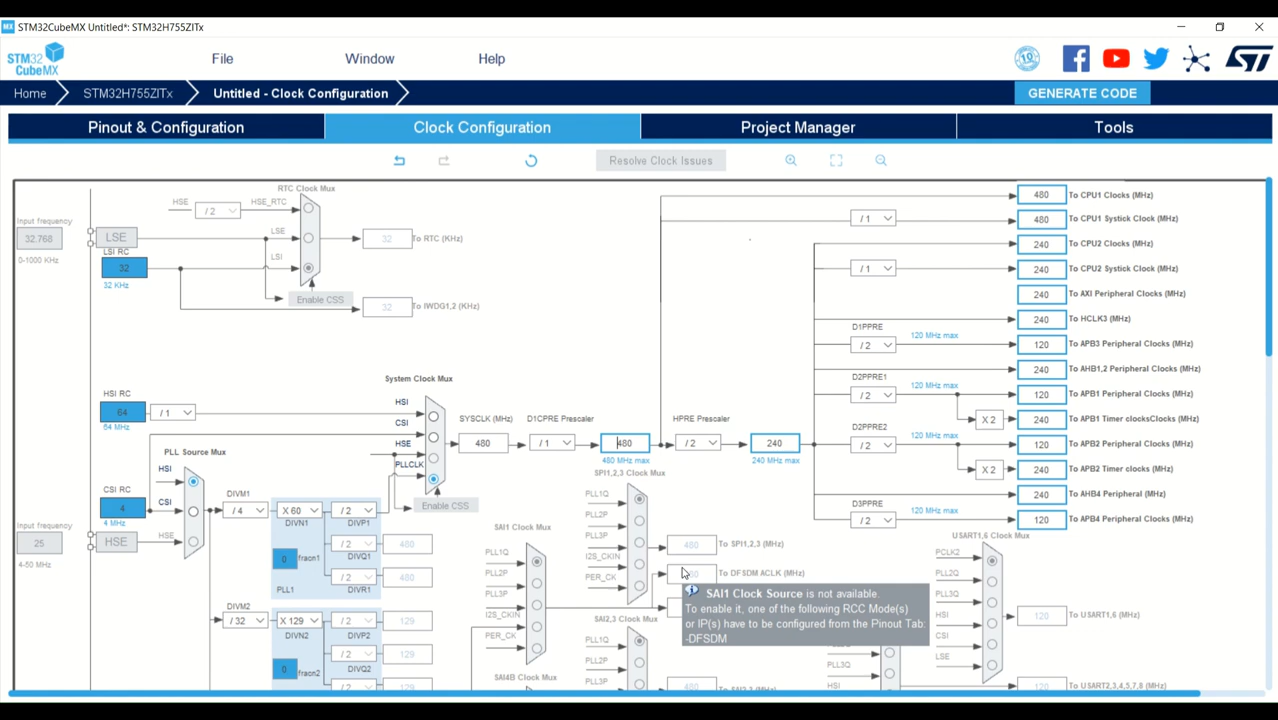 MX STM32CubeMX Untitled*: STM32H755ZITx
STM32 CubeMX
File Window Help
10
ST
Home STM32H755ZITx Untitled - Clock Configuration GENERATE CODE
Pinout & Configuration Clock Configuration Project Manager Tools
Resolve Clock Issues
RTC Clock Mux
HSE / 2 HSE_RTC
Input frequency
32.768 LSE LSE 32 To RTC (KHz)
0-1000 KHz
LSI RC
32 LSI
32 KHz
Enable CSS
32 To IWDG1,2 (KHz)
480 To CPU1 Clocks (MHz)
/ 1 480 To CPU1 Systick Clock (MHz)
240 To CPU2 Clocks (MHz)
/ 1 240 To CPU2 Systick Clock (MHz)
240 To AXI Peripheral Clocks (MHz)
240 To HCLK3 (MHz)
D1PPRE
/ 2 120 MHz max 120 To APB3 Peripheral Clocks (MHz)
240 To AHB1,2 Peripheral Clocks (MHz)
D2PPRE1
/ 2 120 MHz max 120 To APB1 Peripheral Clocks (MHz)
X 2 240 To APB1 Timer clocksClocks (MHz)
D2PPRE2
/ 2 120 MHz max 120 To APB2 Peripheral Clocks (MHz)
X 2 240 To APB2 Timer clocks (MHz)
240 To AHB4 Peripheral (MHz)
D3PPRE
/ 2 120 To APB4 Peripheral Clocks (MHz)
System Clock Mux
HSI RC
64 / 1
64 MHz
HSI
CSI
HSE
PLLCLK
SYSCLK (MHz)
480
D1CPRE Prescaler
/ 1
480
480 MHz max
HPRE Prescaler
/ 2
240
240 MHz max
Enable CSS
PLL Source Mux
HSI
CSI RC
4
4 MHz
CSI
Input frequency
25 HSE HSE
4-50 MHz
DIVM1
/ 4 X 60 / 2
DIVN1 DIVP1
/ 2 480
0 DIVQ1
fracn1 / 2 480
PLL1 DIVR1
DIVM2
/ 32 X 129 / 2 129
DIVN2 DIVP2
/ 2 129
0 DIVQ2
fracn2 / 2 129
SPI1,2,3 Clock Mux
PLL1Q
PLL2P
PLL3P
I2S_CKIN
PER_CK
480 To SPI1,2,3 (MHz)
To DFSDM ACLK (MHz)
SAI1 Clock Mux
PLL1Q
PLL2P
PLL3P
I2S_CKIN
PER_CK
SAI1 Clock Source is not available.
To enable it, one of the following RCC Mode(s)
or IP(s) have to be configured from the Pinout Tab:
-DFSDM
SAI2,3 Clock Mux
PLL1Q
PLL2P
PLL3P
480 To SAI2,3 (MHz)
SAI4B Clock Mux
USART1,6 Clock Mux
PCLK2
PLL2Q
PLL3Q
HSI
CSI
LSE
120 To USART1,6 (MHz)
PLL3Q
HSI
120 To USART2,3,4,5,7,8 (MHz)